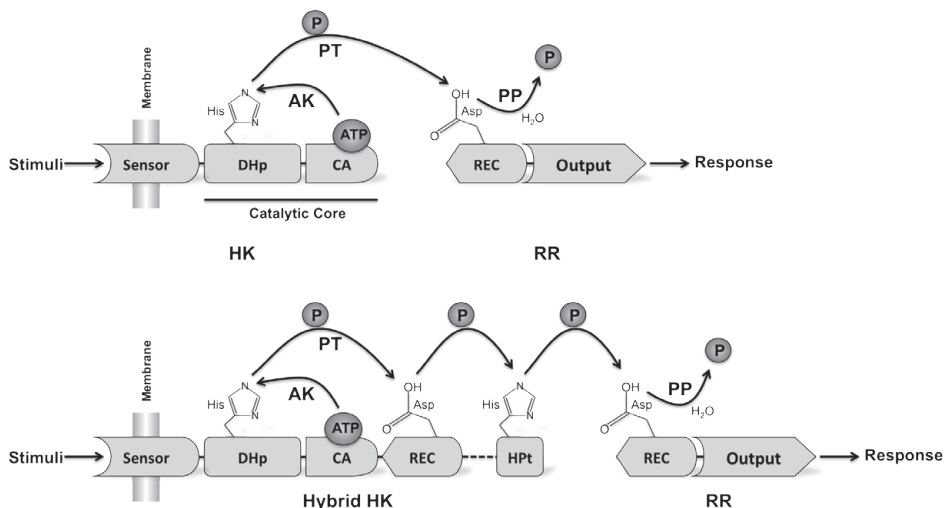 P
PT
P
Membrane
N
OH
PP
His
AK
Asp
N
O
H₂O
ATP
Stimuli
Sensor
DHp
CA
REC
Output
Response
Catalytic Core
HK
RR
P
P
P
PT
P
Membrane
N
OH
N
OH
PP
His
AK
Asp
His
Asp
N
O
N
O
H₂O
ATP
Stimuli
Sensor
DHp
CA
REC
HPt
REC
Output
Response
Hybrid HK
RR